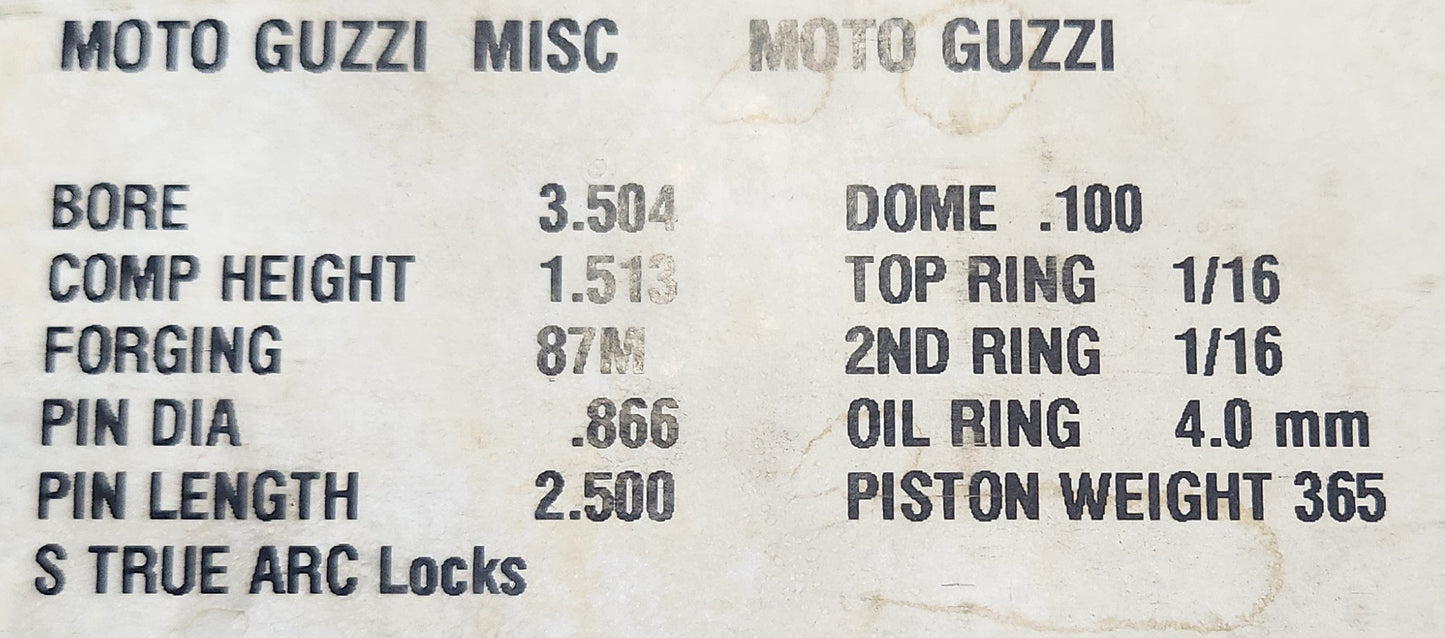 MOTO GUZZI MISC MOTO GUZZI
BORE 3.504 DOME .100
COMP HEIGHT 1.513 TOP RING 1/16
FORGING 87M 2ND RING 1/16
PIN DIA .866 OIL RING 4.0 mm
PIN LENGTH 2.500 PISTON WEIGHT 365
S TRUE ARC Locks